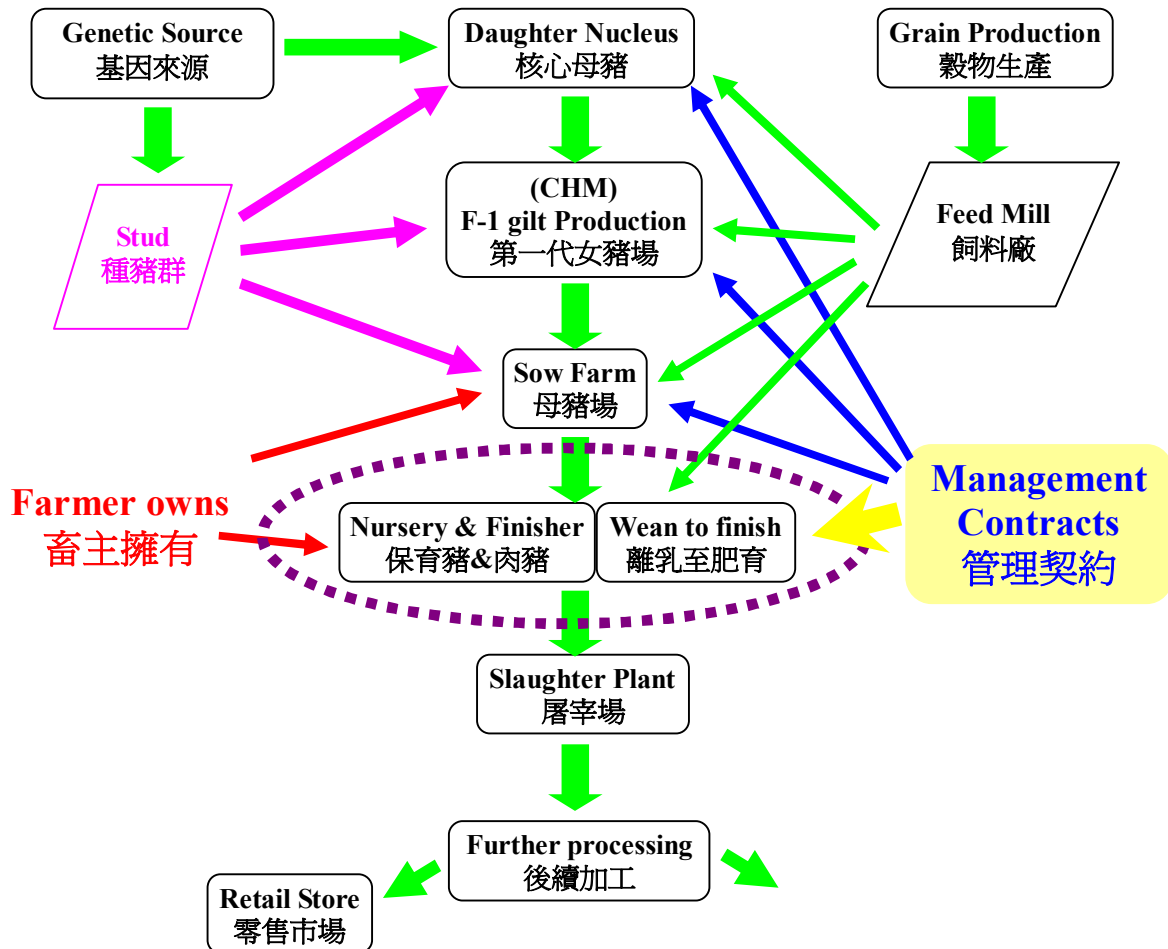 Genetic Source
基因來源
Daughter Nucleus
核心母豬
Grain Production
穀物生產
Stud
種豬群
(CHM)
F-1 gilt Production
第一代女豬場
Feed Mill
飼料廠
Sow Farm
母豬場
Farmer owns
畜主擁有
Nursery & Finisher
保育豬&肉豬
Wean to finish
離乳至肥育
Management
Contracts
管理契約
Slaughter Plant
屠宰場
Further processing
後續加工
Retail Store
零售市場